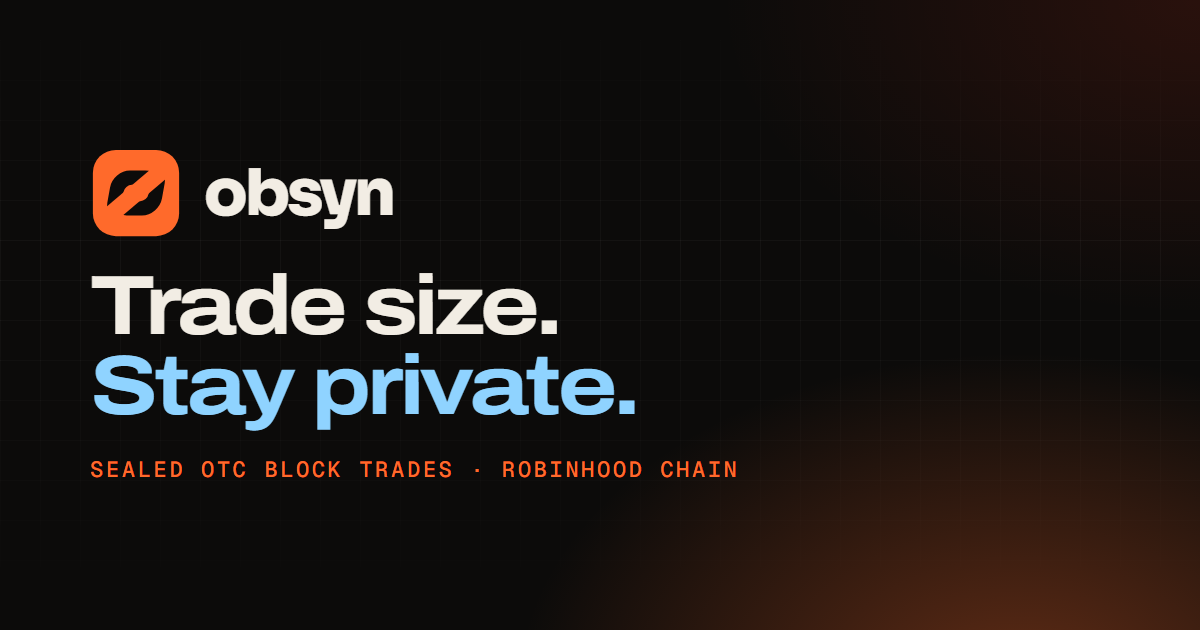 obsyn
Trade size.
Stay private.
SEALED OTC BLOCK TRADES · ROBINHOOD CHAIN